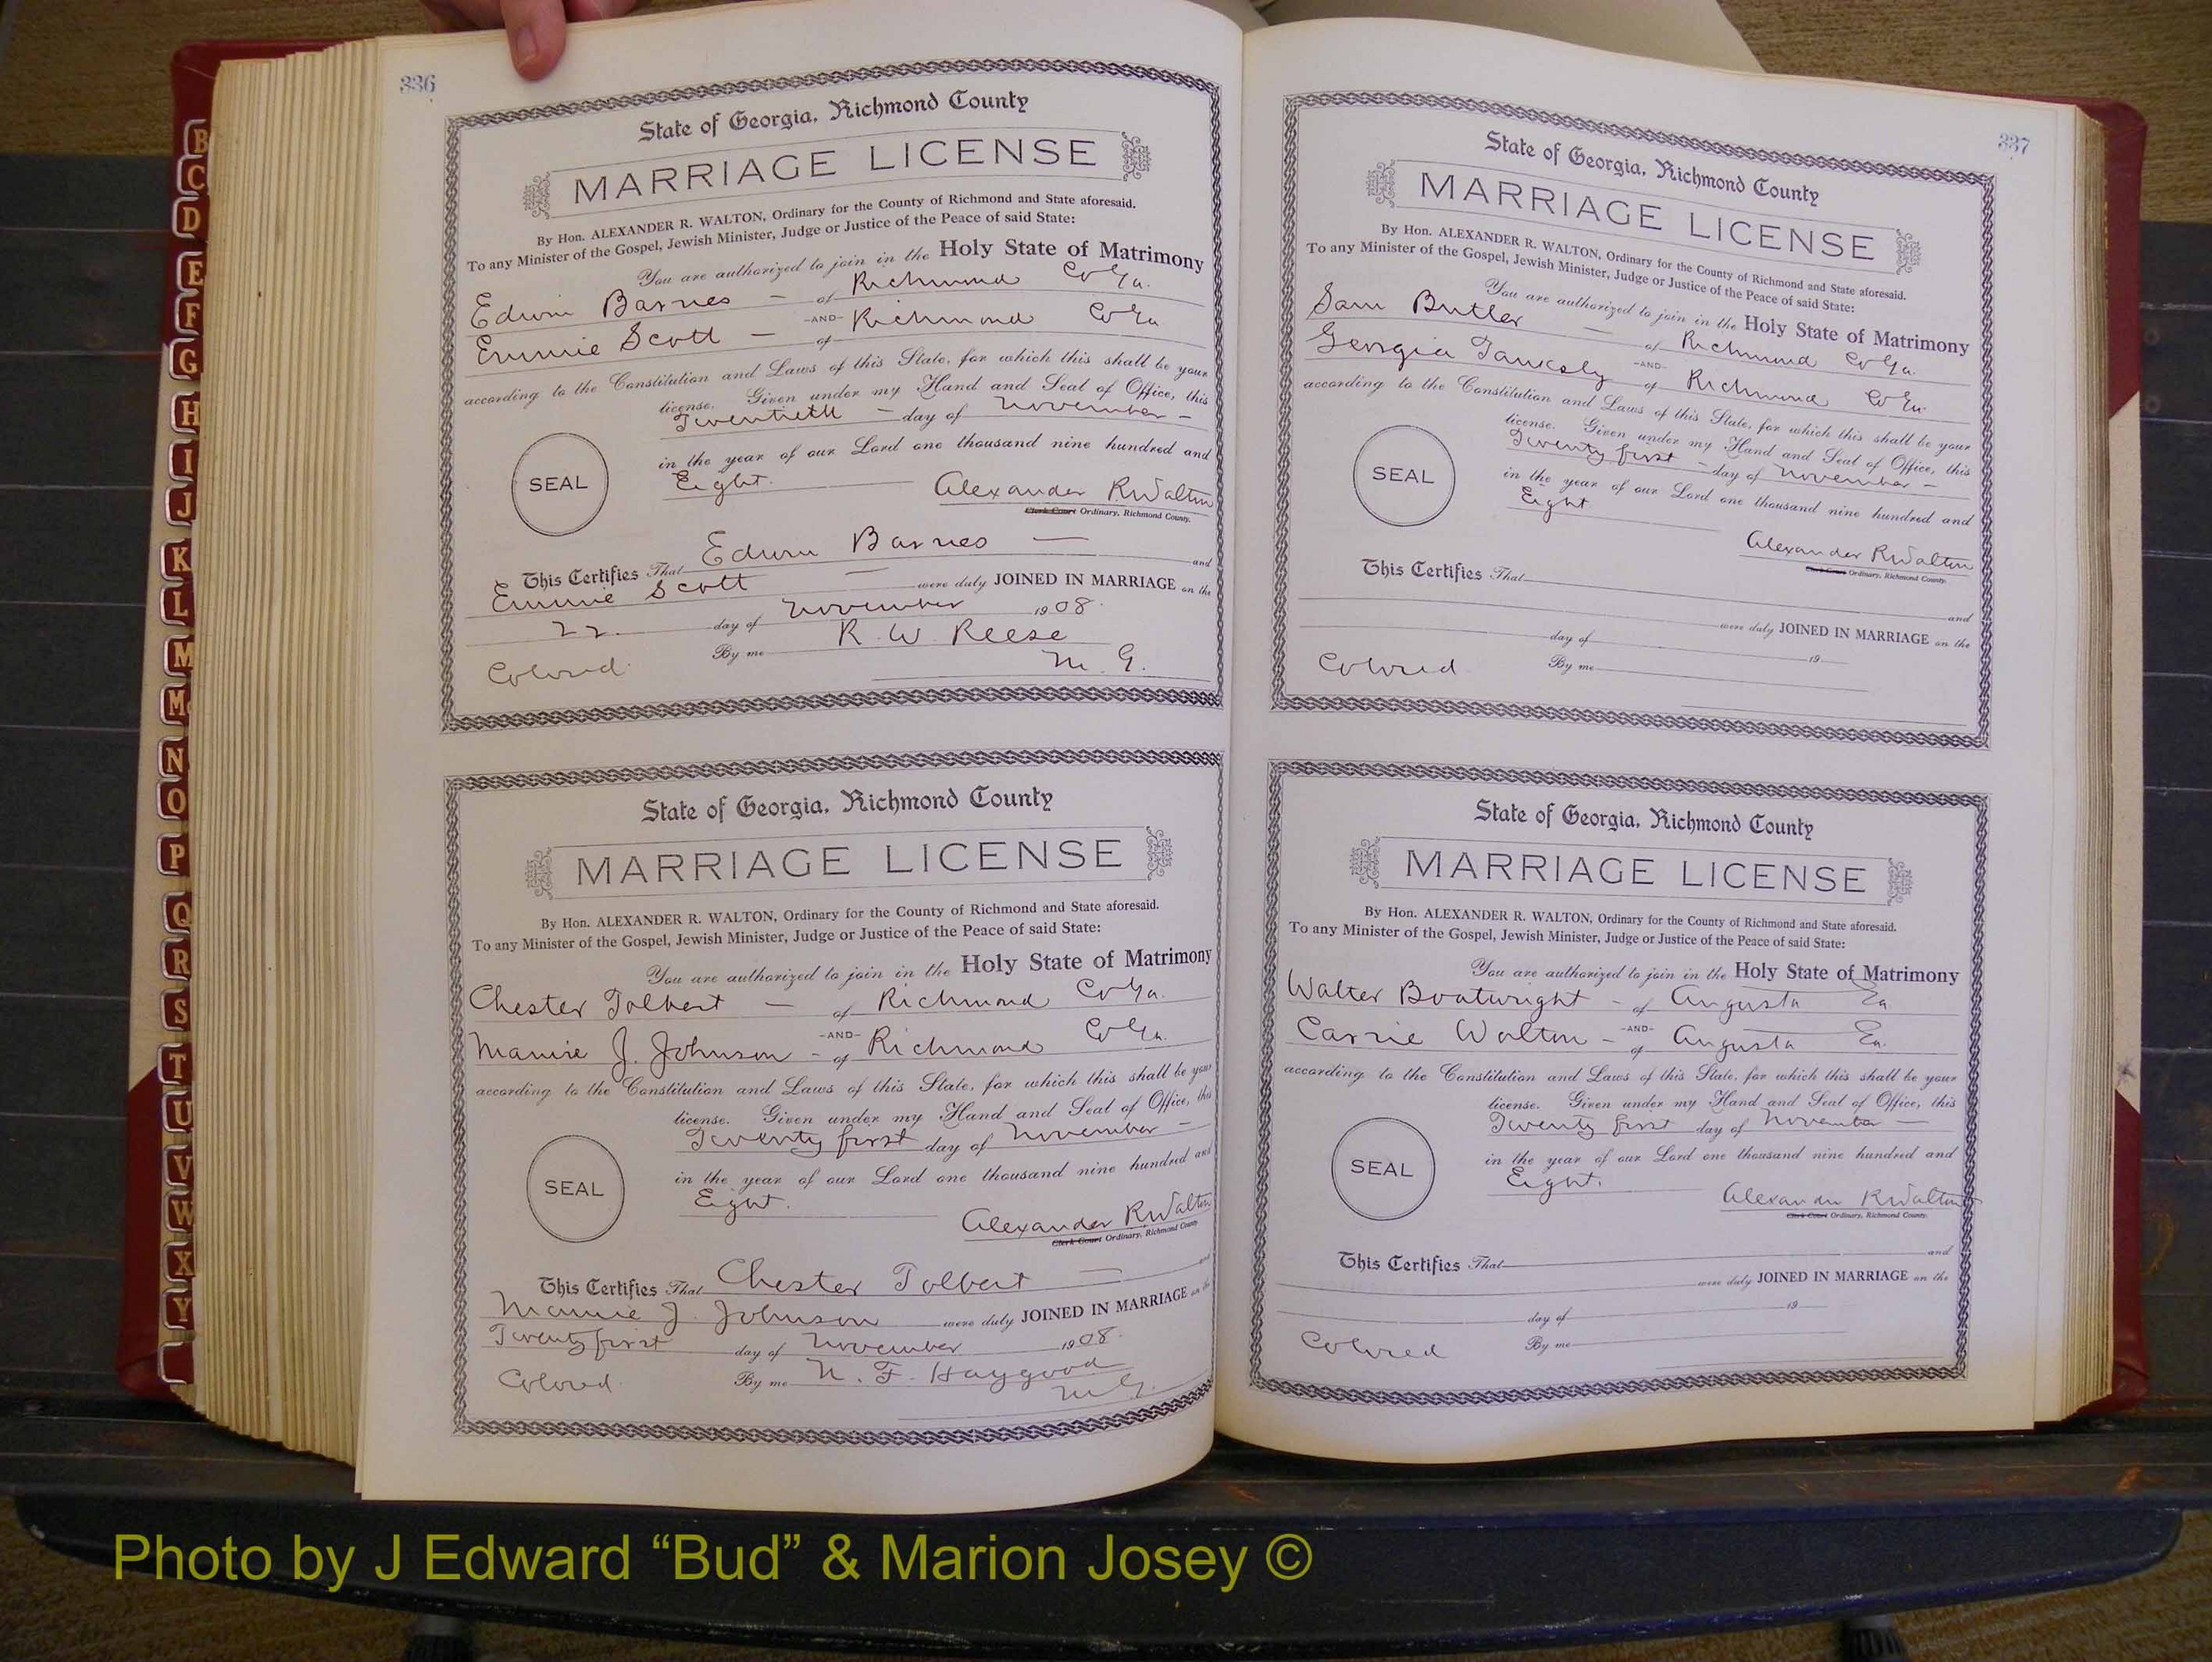 336
State of Georgia, Richmond County
MARRIAGE LICENSE
By Hon. ALEXANDER R. WALTON, Ordinary for the County of Richmond and State aforesaid.
To any Minister of the Gospel, Jewish Minister, Judge or Justice of the Peace of said State:
You are authorized to join in the Holy State of Matrimony
Edwin Barnes — of Richmond Co Ga.
-AND-
Emmie Scott — of Richmond Co Ga
according to the Constitution and Laws of this State, for which this shall be your
license. Given under my Hand and Seal of Office, this
Twentieth — day of November —
in the year of our Lord one thousand nine hundred and
Eight.
SEAL
Alexander R Walton
Clerk Court Ordinary, Richmond County.
This Certifies That Edwin Barnes — and
Emmie Scott — were duly JOINED IN MARRIAGE on the
22. day of November 1908.
By me R. W. Reese
Colored. M. G.
State of Georgia, Richmond County
MARRIAGE LICENSE
By Hon. ALEXANDER R. WALTON, Ordinary for the County of Richmond and State aforesaid.
To any Minister of the Gospel, Jewish Minister, Judge or Justice of the Peace of said State:
You are authorized to join in the Holy State of Matrimony
Chester Tolbert — of Richmond Co Ga.
-AND-
Mamie J. Johnson - of Richmond Co Ga.
according to the Constitution and Laws of this State, for which this shall be your
license. Given under my Hand and Seal of Office, this
Twenty first day of November —
in the year of our Lord one thousand nine hundred and
Eight.
SEAL
Alexander R Walton
Clerk Court Ordinary, Richmond County
This Certifies That Chester Tolbert — and
Mamie J. Johnson were duly JOINED IN MARRIAGE on the
Twenty first day of November 1908.
Colored. By me N. F. Haygood
M. G.
337
State of Georgia, Richmond County
MARRIAGE LICENSE
By Hon. ALEXANDER R. WALTON, Ordinary for the County of Richmond and State aforesaid.
To any Minister of the Gospel, Jewish Minister, Judge or Justice of the Peace of said State:
You are authorized to join in the Holy State of Matrimony
Sam Butler — of Richmond Co Ga.
-AND-
Georgia Tanksly of Richmond Co Ga.
according to the Constitution and Laws of this State, for which this shall be your
license. Given under my Hand and Seal of Office, this
Twenty first — day of November —
in the year of our Lord one thousand nine hundred and
Eight
SEAL
Alexander R Walton
Clerk Court Ordinary, Richmond County.
This Certifies That
and
were duly JOINED IN MARRIAGE on the
day of 19
Colored By me
State of Georgia, Richmond County
MARRIAGE LICENSE
By Hon. ALEXANDER R. WALTON, Ordinary for the County of Richmond and State aforesaid.
To any Minister of the Gospel, Jewish Minister, Judge or Justice of the Peace of said State:
You are authorized to join in the Holy State of Matrimony
Walter Boatwright - of Augusta Ga
-AND-
Carrie Walton - of Augusta Ga.
according to the Constitution and Laws of this State, for which this shall be your
license. Given under my Hand and Seal of Office, this
Twenty first day of November —
in the year of our Lord one thousand nine hundred and
Eight.
SEAL
Alexander R Walton
Clerk Court Ordinary, Richmond County.
This Certifies That and
were duly JOINED IN MARRIAGE on the
day of 19
Colored By me
B
C
D
E
F
G
H
I
J
K
L
M
Mc
N
O
P
Q
R
S
T
U
V
W
X
Y
Photo by J Edward “Bud” & Marion Josey ©